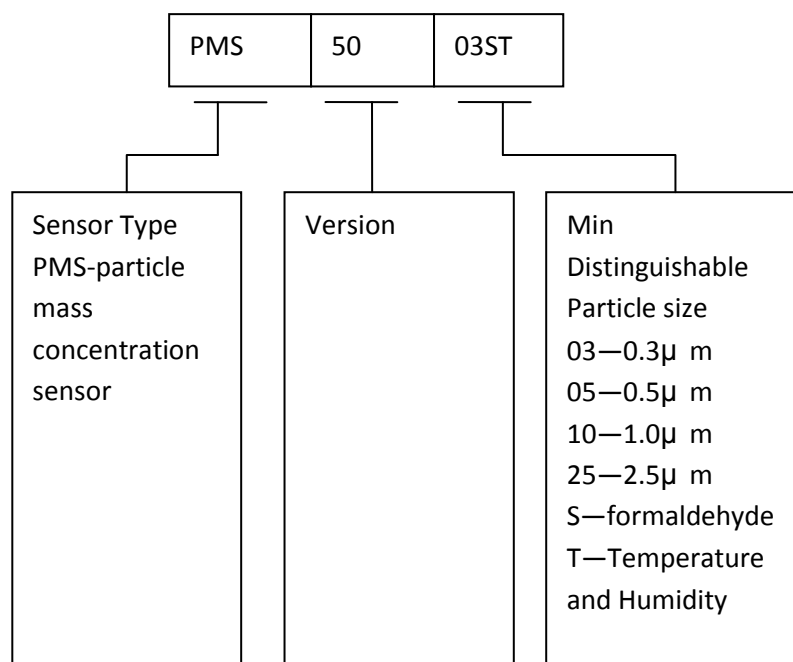 PMS 50 03ST
Sensor Type
PMS-particle
mass
concentration
sensor
Version
Min
Distinguishable
Particle size
03—0.3μ m
05—0.5μ m
10—1.0μ m
25—2.5μ m
S—formaldehyde
T—Temperature
and Humidity